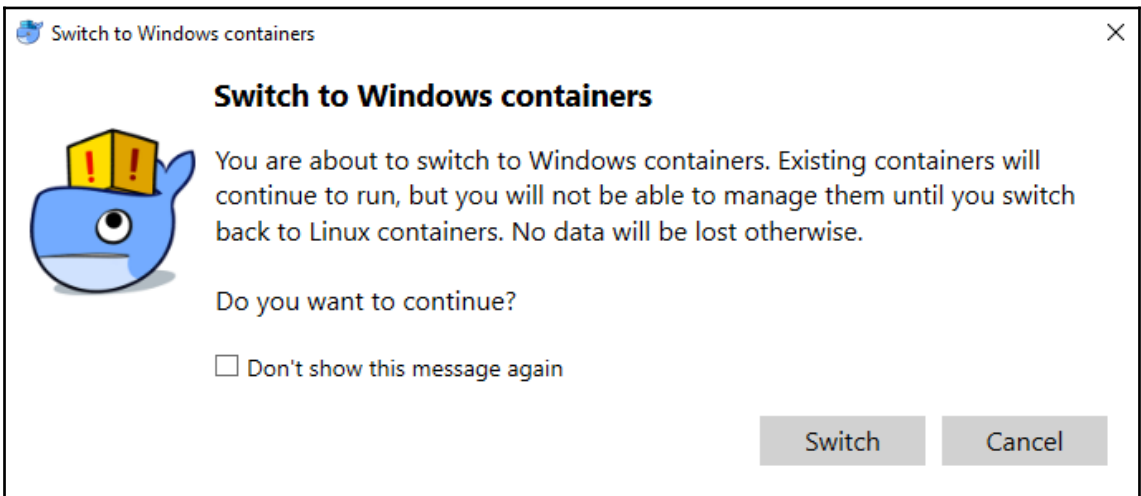 Switch to Windows containers
Switch to Windows containers
You are about to switch to Windows containers. Existing containers will
continue to run, but you will not be able to manage them until you switch
back to Linux containers. No data will be lost otherwise.
Do you want to continue?
Don't show this message again
Switch Cancel